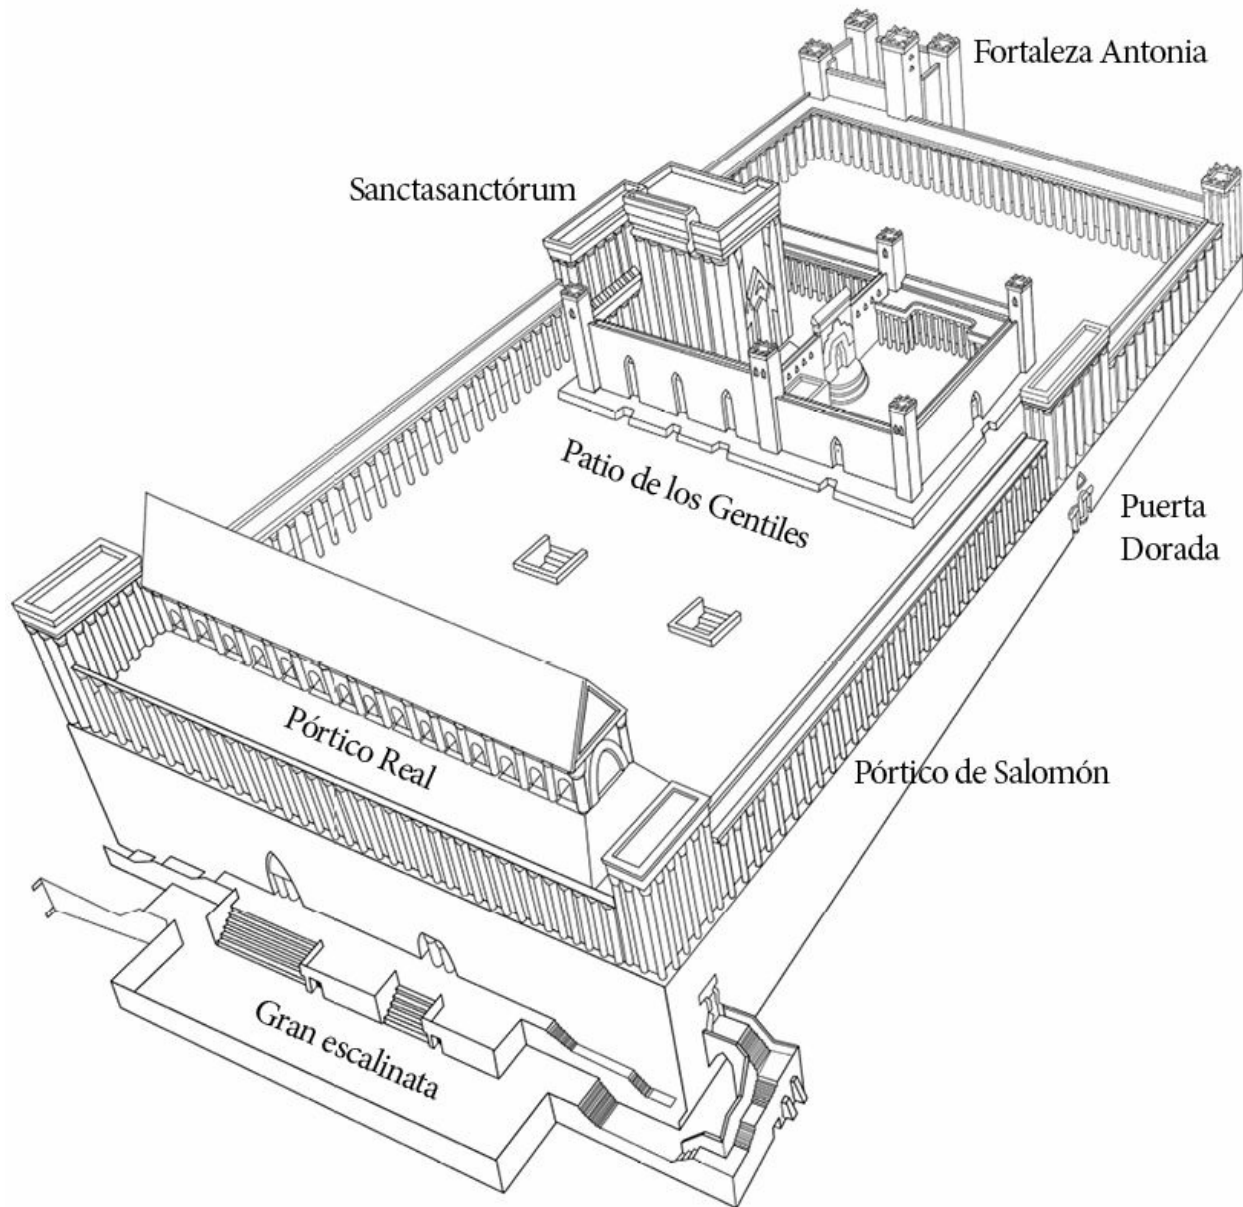 Fortaleza Antonia
Sanctasanctórum
Patio de los Gentiles
Puerta
Dorada
Pórtico Real
Pórtico de Salomón
Gran escalinata